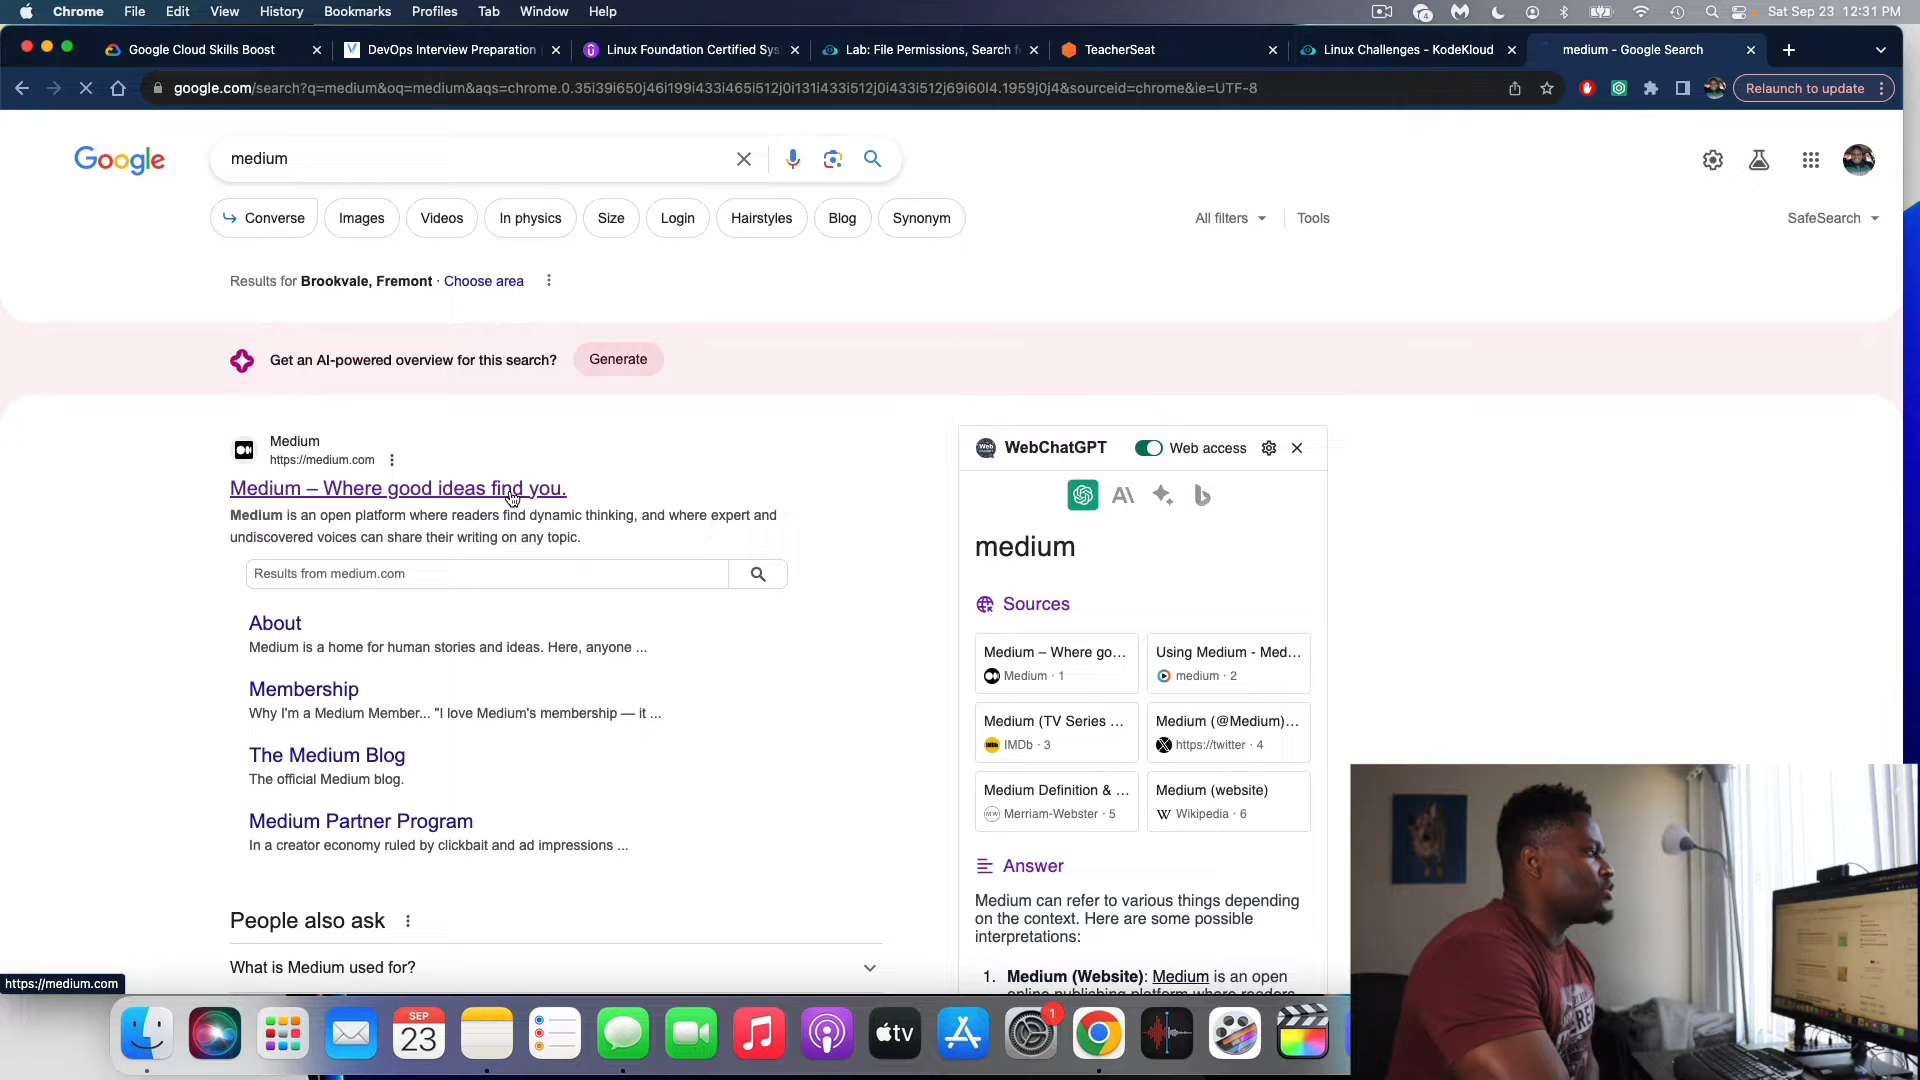 Chrome File Edit View History Bookmarks Profiles Tab Window Help
4
Sat Sep 23 12:31 PM
Google Cloud Skills Boost
DevOps Interview Preparation
Linux Foundation Certified Sys
Lab: File Permissions, Search f
TeacherSeat
Linux Challenges - KodeKloud
medium - Google Search
google.com/search?q=medium&oq=medium&aqs=chrome.0.35i39i650j46i199i433i465i512j0i131i433i512j0i433i512j69i60l4.1959j0j4&sourceid=chrome&ie=UTF-8
Relaunch to update
Google
medium
Converse
Images
Videos
In physics
Size
Login
Hairstyles
Blog
Synonym
All filters
Tools
SafeSearch
Results for Brookvale, Fremont · Choose area
Get an AI-powered overview for this search?
Generate
Medium
https://medium.com
Medium – Where good ideas find you.
Medium is an open platform where readers find dynamic thinking, and where expert and
undiscovered voices can share their writing on any topic.
Results from medium.com
About
Medium is a home for human stories and ideas. Here, anyone ...
Membership
Why I'm a Medium Member... "I love Medium's membership — it ...
The Medium Blog
The official Medium blog.
Medium Partner Program
In a creator economy ruled by clickbait and ad impressions ...
People also ask
What is Medium used for?
https://medium.com
WebChatGPT
Web access
medium
Sources
Medium – Where go...
Medium · 1
Using Medium - Med...
medium · 2
Medium (TV Series ...
IMDb · 3
Medium (@Medium)...
https://twitter · 4
Medium Definition & ...
Merriam-Webster · 5
Medium (website)
Wikipedia · 6
Answer
Medium can refer to various things depending
on the context. Here are some possible
interpretations:
1. Medium (Website): Medium is an open
online publishing platform where readers
SEP
23
tv
1